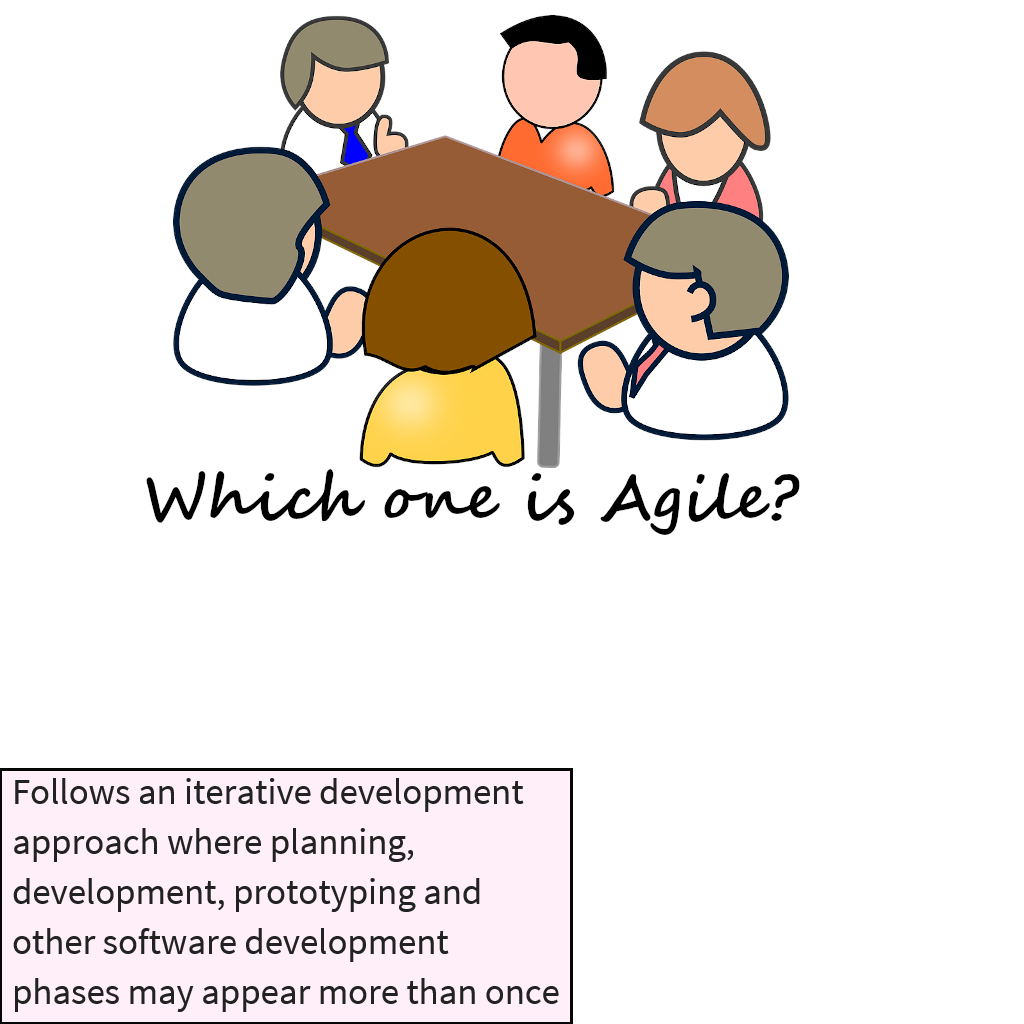 Which one is Agile?
Follows an iterative development
approach where planning,
development, prototyping and
other software development
phases may appear more than once